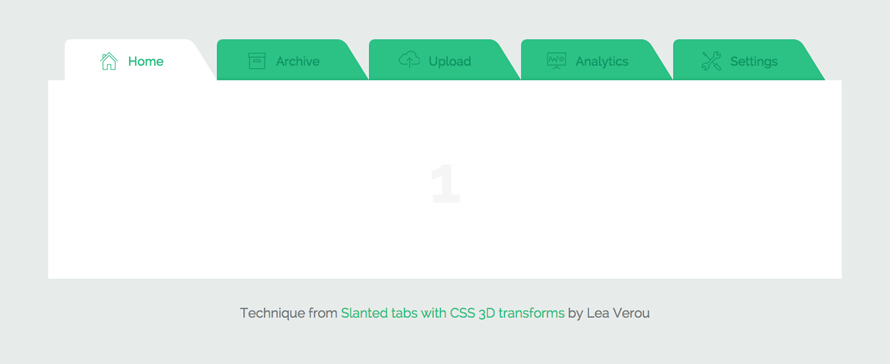 Home Archive Upload Analytics Settings
1
Technique from Slanted tabs with CSS 3D transforms by Lea Verou